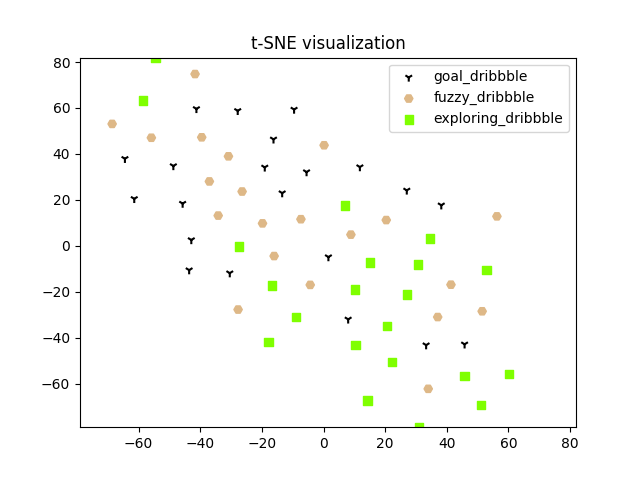 t-SNE visualization
goal_dribbble
fuzzy_dribbble
exploring_dribbble
80
60
40
20
0
−20
−40
−60
−60 −40 −20 0 20 40 60 80